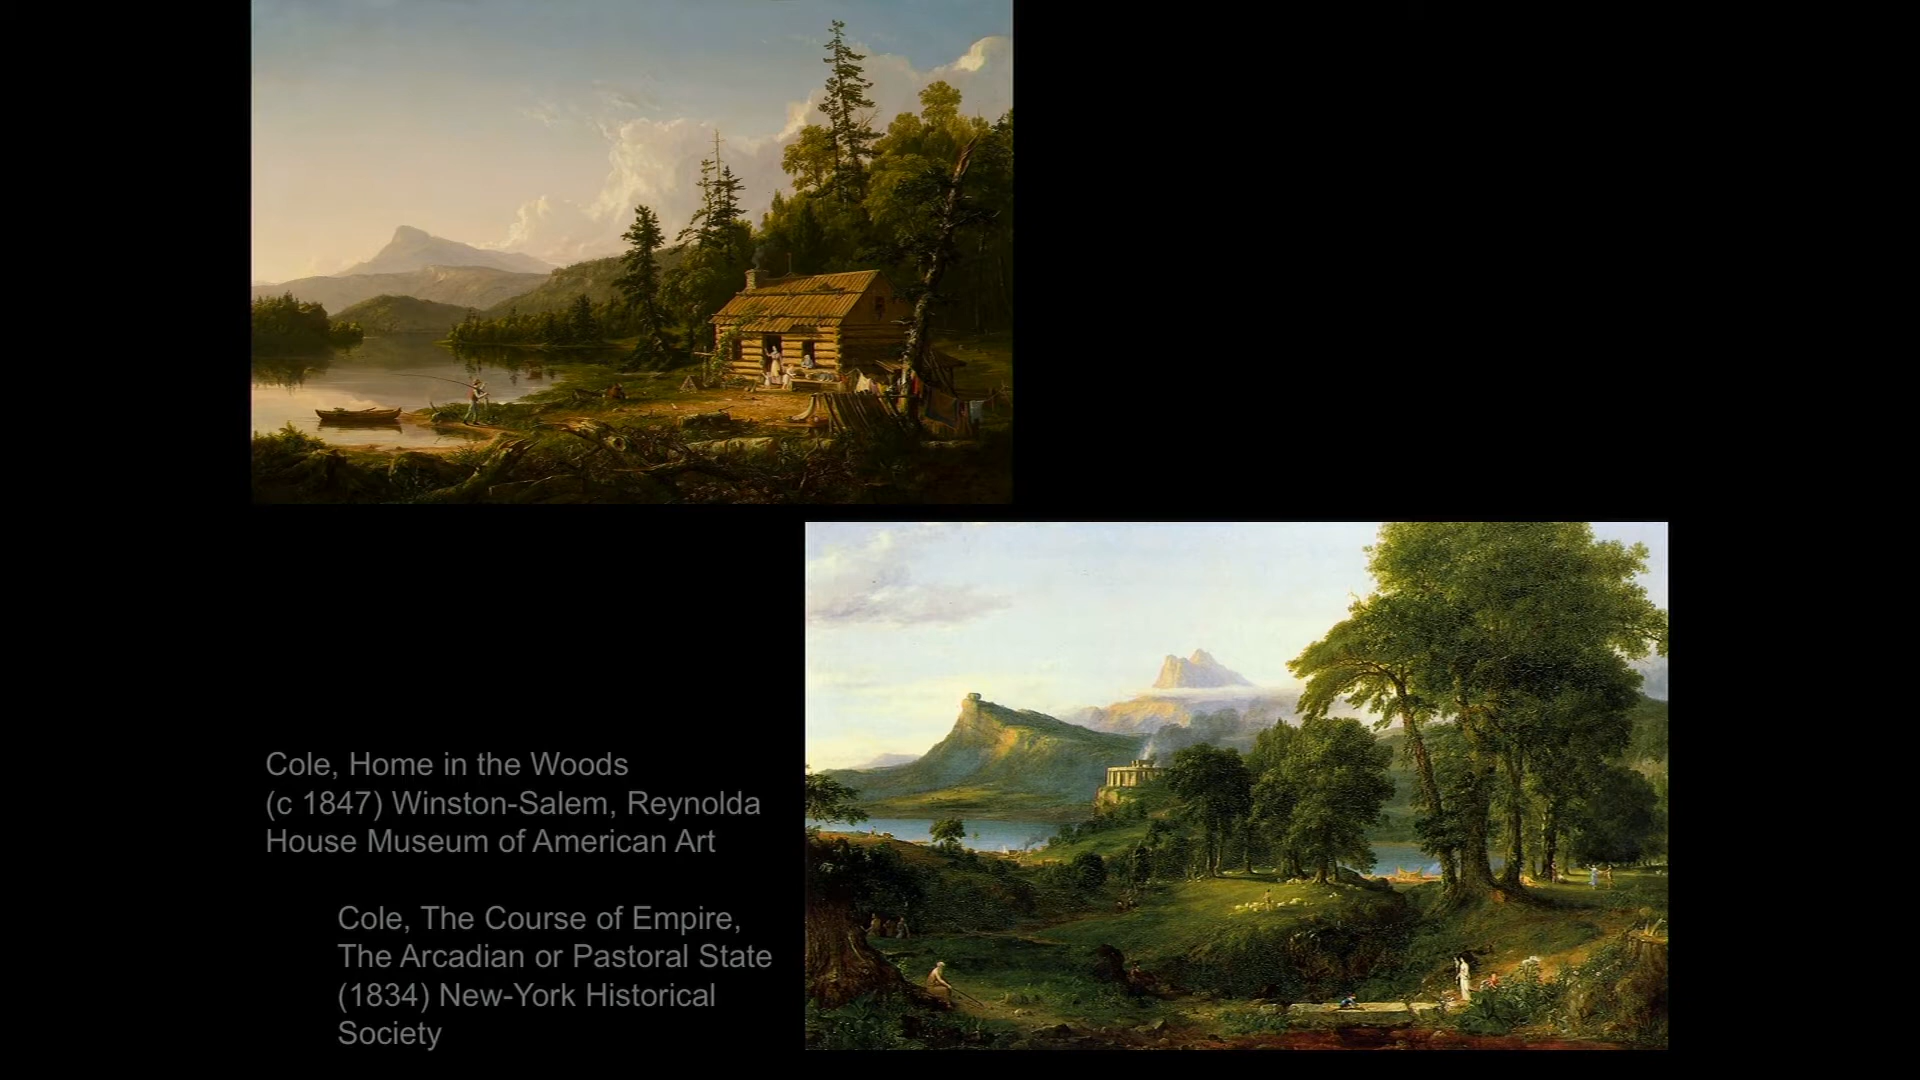 Cole, Home in the Woods
(c 1847) Winston-Salem, Reynolda
House Museum of American Art
Cole, The Course of Empire,
The Arcadian or Pastoral State
(1834) New-York Historical
Society